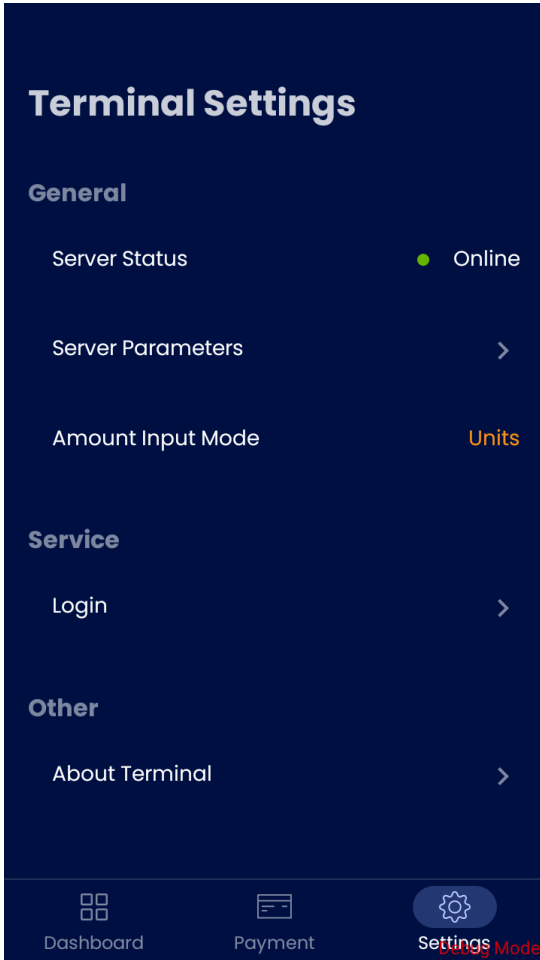 Terminal Settings
General
Server Status Online
Server Parameters
Amount Input Mode Units
Service
Login
Other
About Terminal
Dashboard Payment Settings
Debug Mode